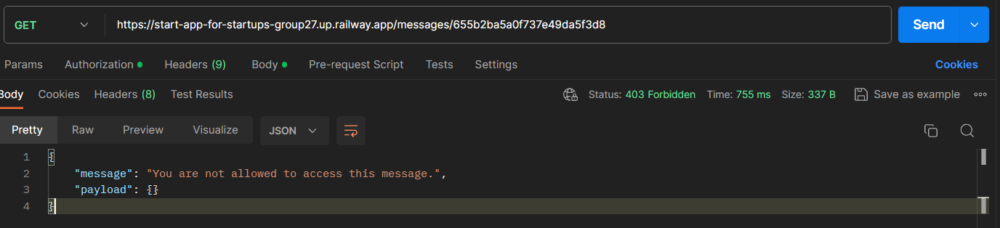 GET https://start-app-for-startups-group27.up.railway.app/messages/655b2ba5a0f737e49da5f3d8 Send
Params Authorization Headers (9) Body Pre-request Script Tests Settings Cookies
Body Cookies Headers (8) Test Results Status: 403 Forbidden Time: 755 ms Size: 337 B Save as example
Pretty Raw Preview Visualize JSON
1 {
2 "message": "You are not allowed to access this message.",
3 "payload": {}
4 }